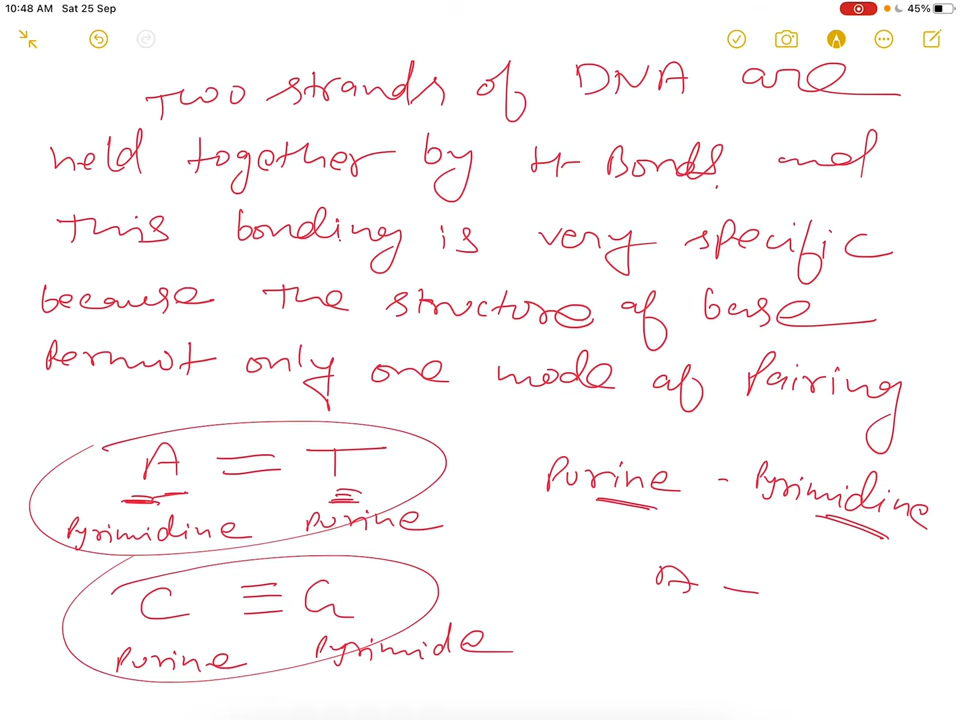 10:48 AM Sat 25 Sep 45%
Two strands of DNA are
held together by H-Bonds and
this bonding is very specific
because the structure of base
Permit only one mode of Pairing
A = T
Pyrimidine Purine
Purine - Pyrimidine
C ≡ G
Purine Pyrimide
A -